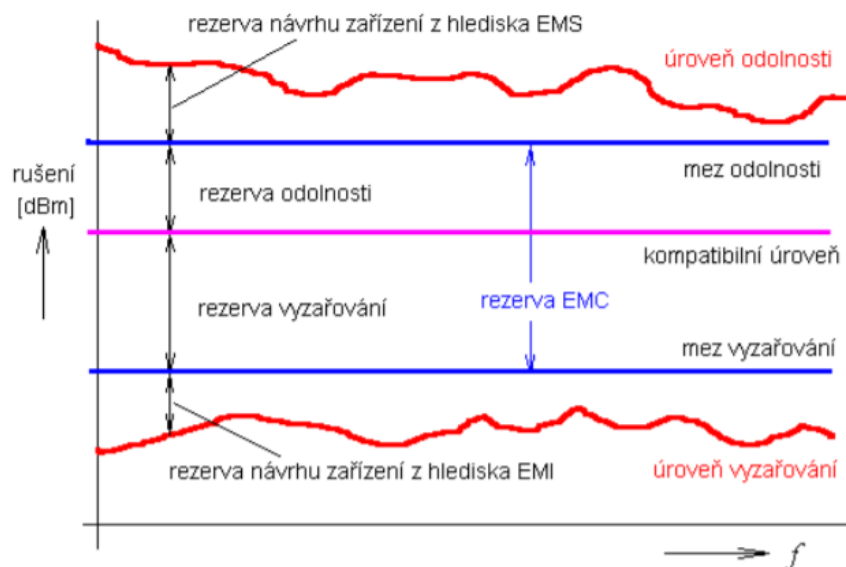 rezerva návrhu zařízení z hlediska EMS
úroveň odolnosti
mez odolnosti
rušení
[dBm]
rezerva odolnosti
kompatibilní úroveň
rezerva vyzařování
rezerva EMC
mez vyzařování
rezerva návrhu zařízení z hlediska EMI
úroveň vyzařování
f